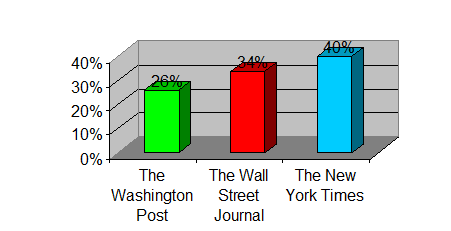 40%
30%
20%
10%
0%
26%
34%
40%
The
Washington
Post
The Wall
Street
Journal
The New
York Times